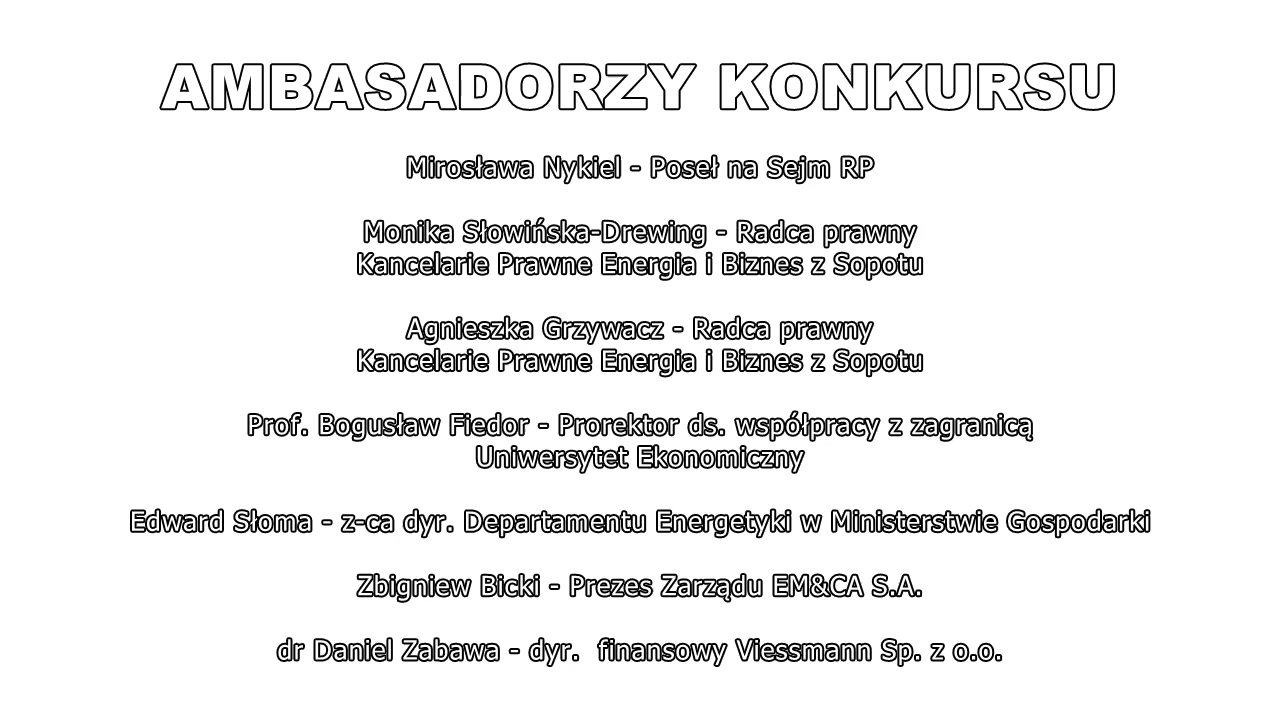 AMBASADORZY KONKURSU
Mirosława Nykiel - Poseł na Sejm RP
Monika Słowińska-Drewing - Radca prawny
Kancelarie Prawne Energia i Biznes z Sopotu
Agnieszka Grzywacz - Radca prawny
Kancelarie Prawne Energia i Biznes z Sopotu
Prof. Bogusław Fiedor - Prorektor ds. współpracy z zagranicą
Uniwersytet Ekonomiczny
Edward Słoma - z-ca dyr. Departamentu Energetyki w Ministerstwie Gospodarki
Zbigniew Bicki - Prezes Zarządu EM&CA S.A.
dr Daniel Zabawa - dyr.  finansowy Viessmann Sp. z o.o.